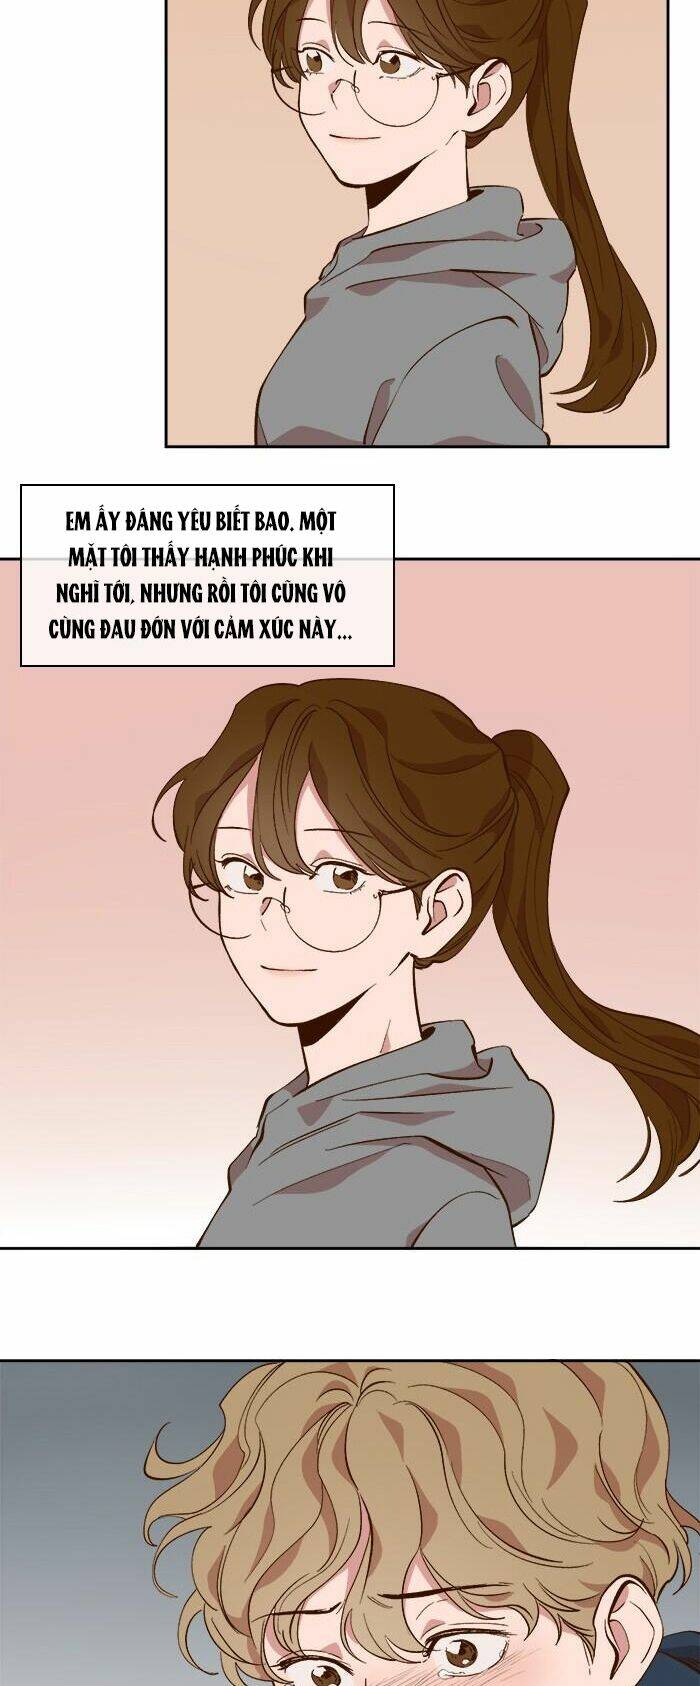 EM ẤY ĐÁNG YÊU BIẾT BAO. MỘT
MẶT TÔI THẤY HẠNH PHÚC KHI
NGHĨ TỚI, NHƯNG RỒI TÔI CŨNG VÔ
CÙNG ĐAU ĐỚN VỚI CẢM XÚC NÀY...